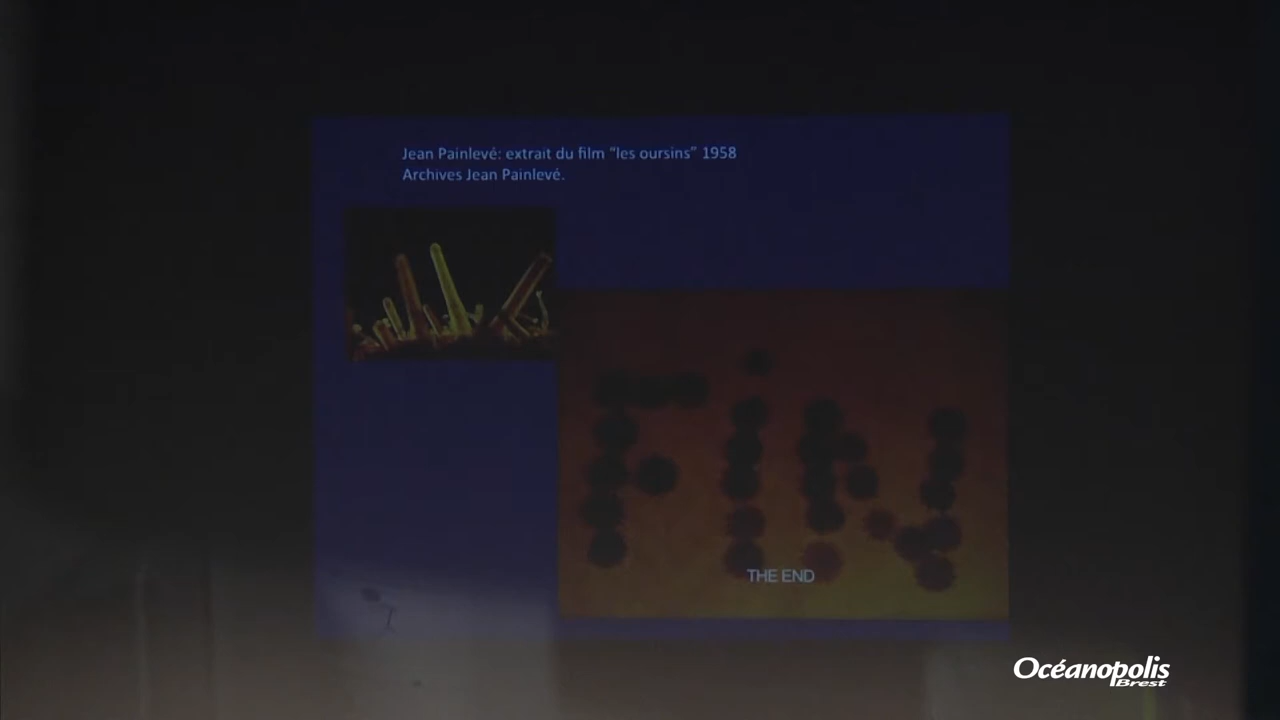 Jean Painlevé: extrait du film “les oursins” 1958
Archives Jean Painlevé.
FIN
THE END
Océanopolis
Brest